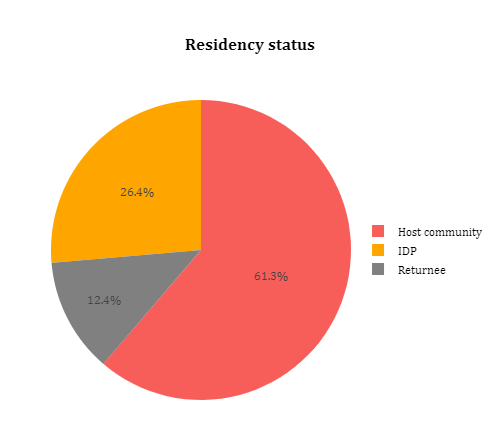 Residency status
26.4%
61.3%
12.4%
Host community
IDP
Returnee